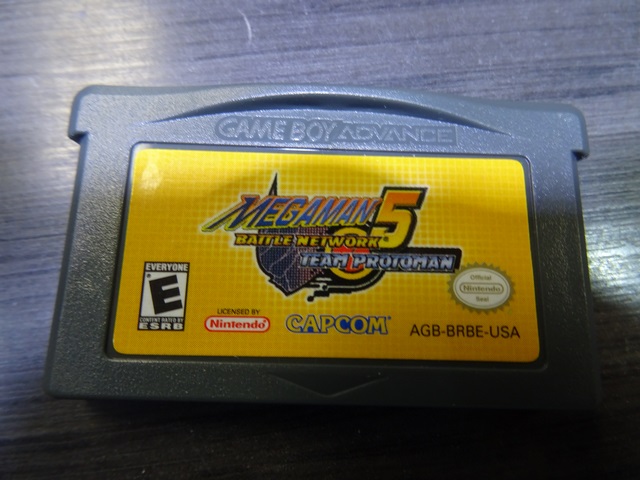 GAME BOY ADVANCE
MEGAMAN 5
BATTLE NETWORK
TEAM PROTOMAN
EVERYONE
E
CONTENT RATED BY
ESRB
LICENSED BY
Nintendo
CAPCOM
Official
Nintendo
Seal
AGB-BRBE-USA